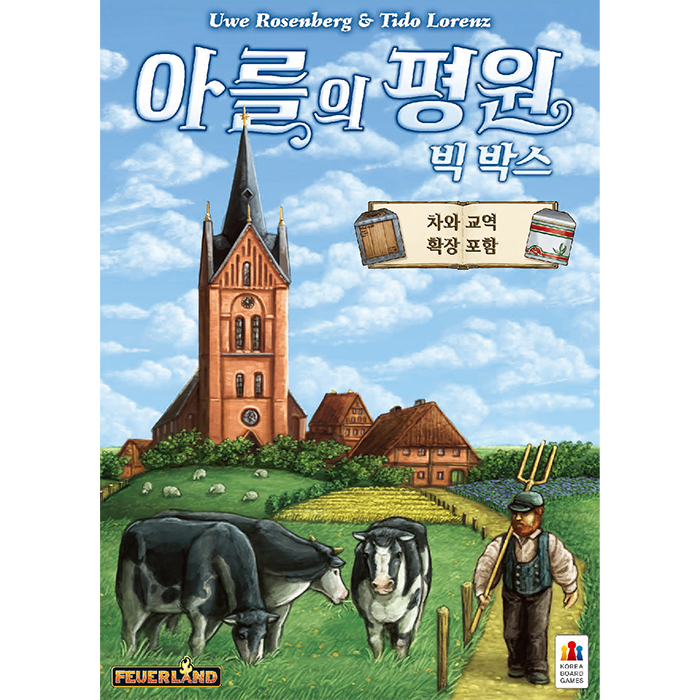 Uwe Rosenberg & Tido Lorenz
아를의 평원
빅 박스
차와 교역
확장 포함
FEUERLAND
KOREA
BOARD
GAMES